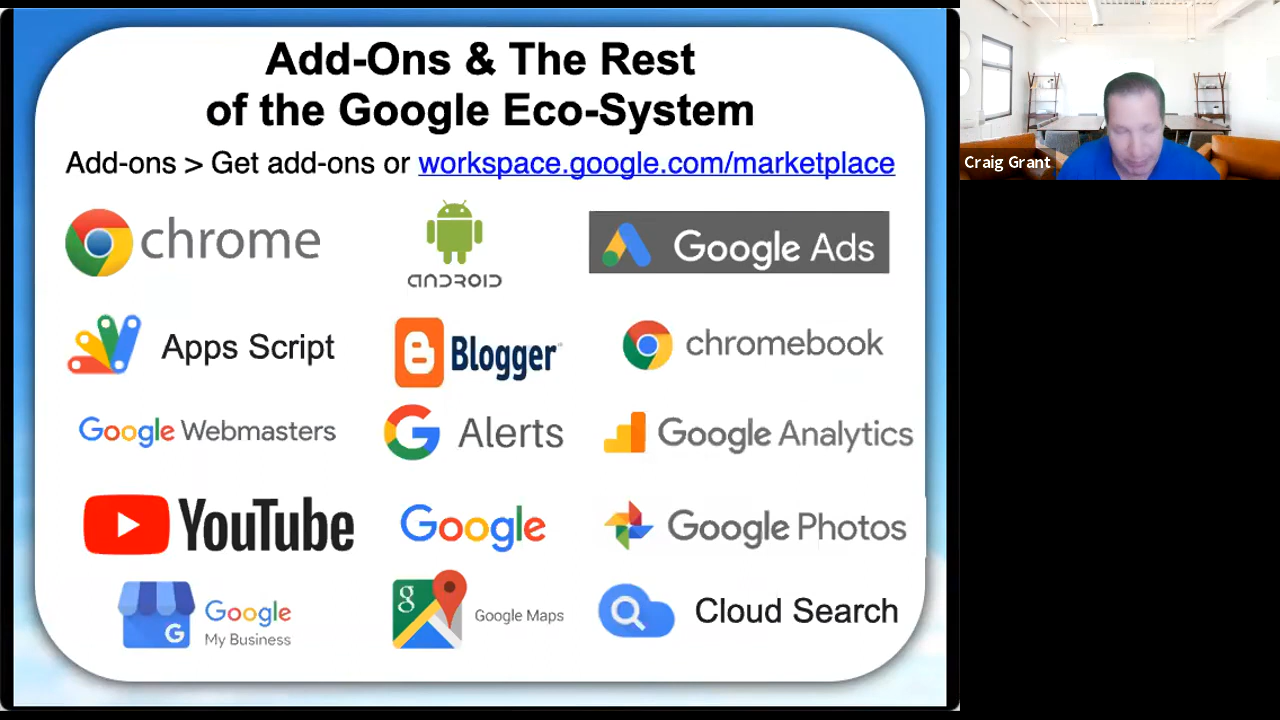 Add-Ons & The Rest
of the Google Eco-System
Add-ons > Get add-ons or workspace.google.com/marketplace
chrome
ANDROID
Google Ads
Apps Script
Blogger
chromebook
Google Webmasters
G Alerts
Google Analytics
YouTube
Google
Google Photos
G
Google
My Business
g
Google Maps
Cloud Search
Craig Grant